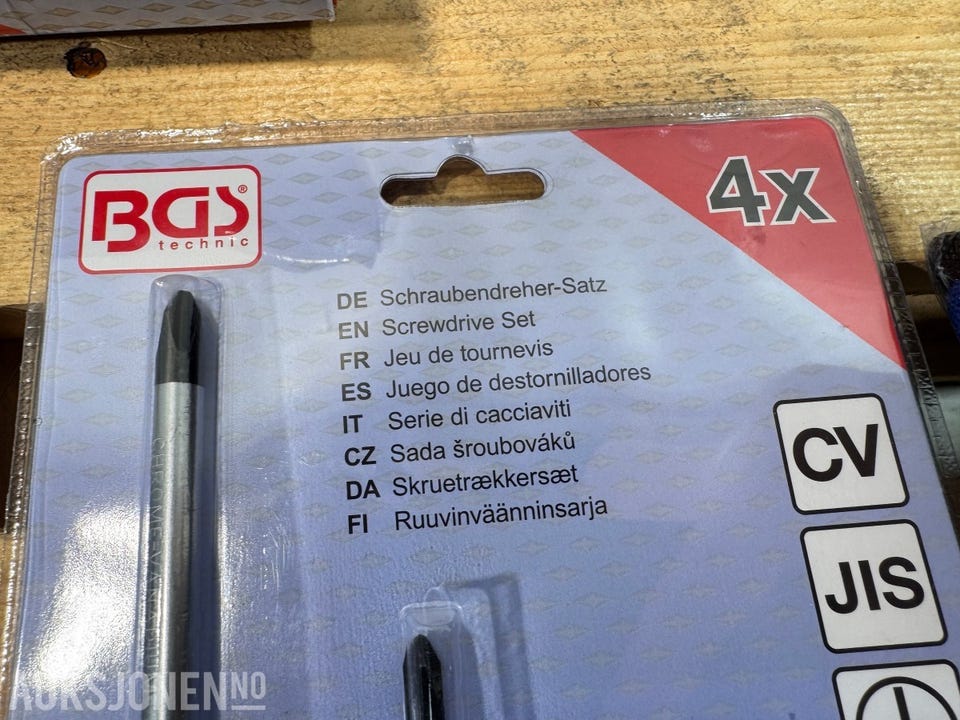 BGS®
technic
4x
DE Schraubendreher-Satz
EN Screwdrive Set
FR Jeu de tournevis
ES Juego de destornilladores
IT Serie di cacciaviti
CZ Sada šroubováků
DA Skruetrækkersæt
FI Ruuvinväänninsarja
CV
JIS
AUKSJONEN NO